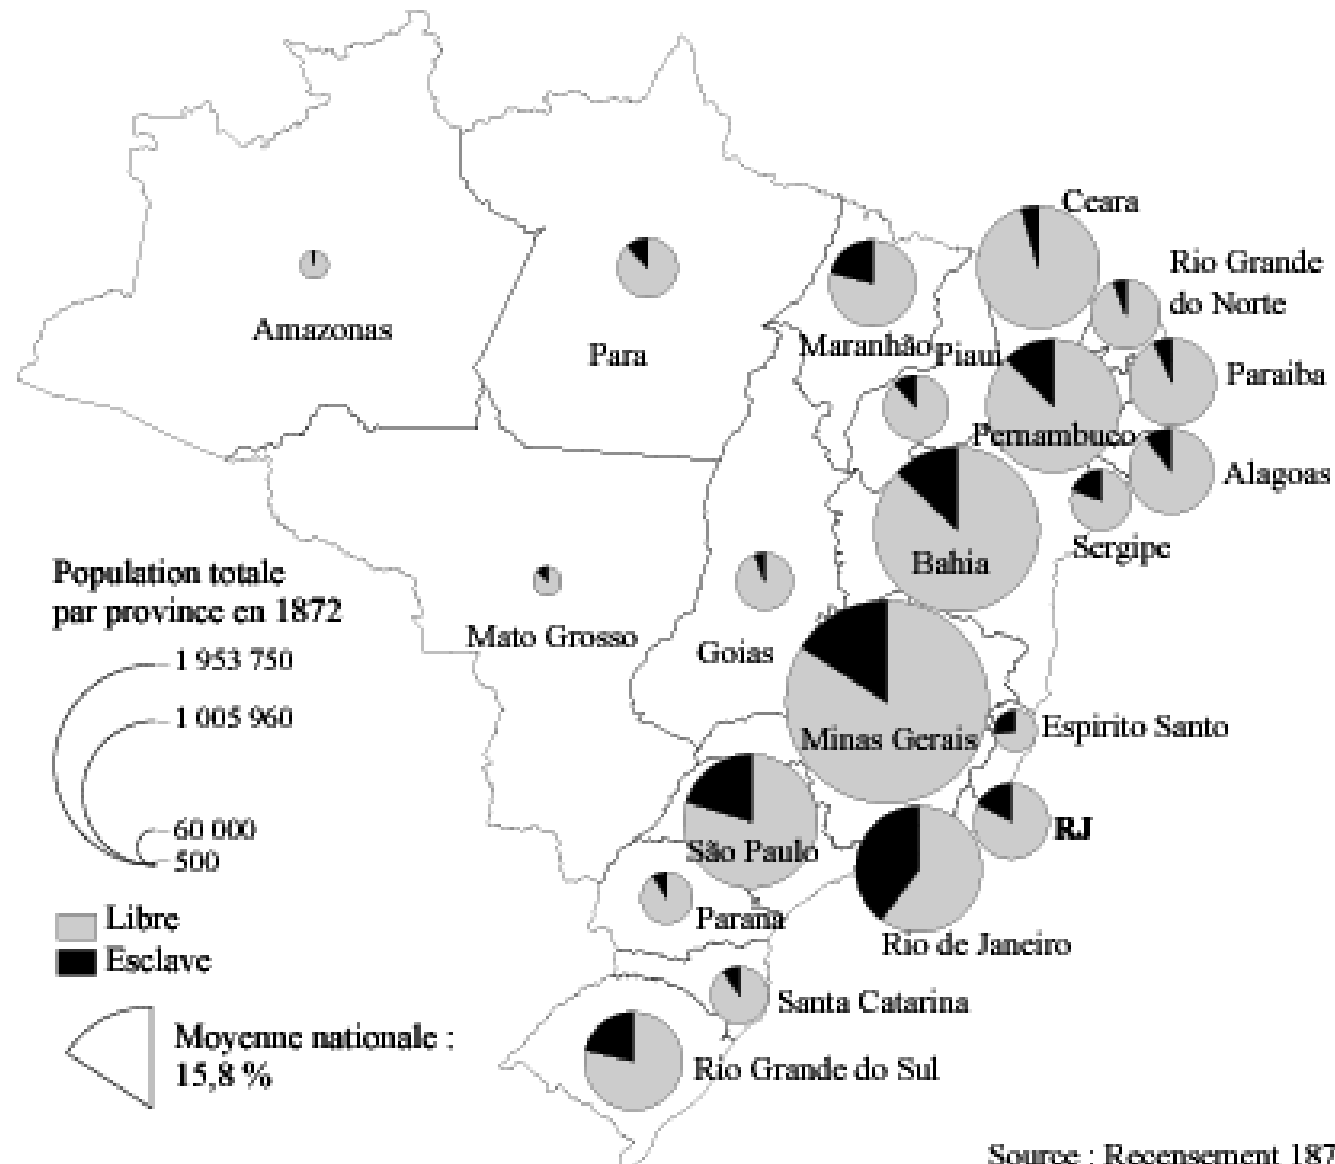 Ceara
Rio Grande
do Norte
Amazonas
Para
Maranhão
Piaui
Paraiba
Pernambuco
Alagoas
Sergipe
Bahia
Population totale
par province en 1872
1 953 750
1 005 960
60 000
500
Mato Grosso
Goias
Minas Gerais
Espirito Santo
RJ
São Paulo
Libre
Esclave
Parana
Rio de Janeiro
Santa Catarina
Moyenne nationale :
15,8 %
Rio Grande do Sul
Source : Recensement 187